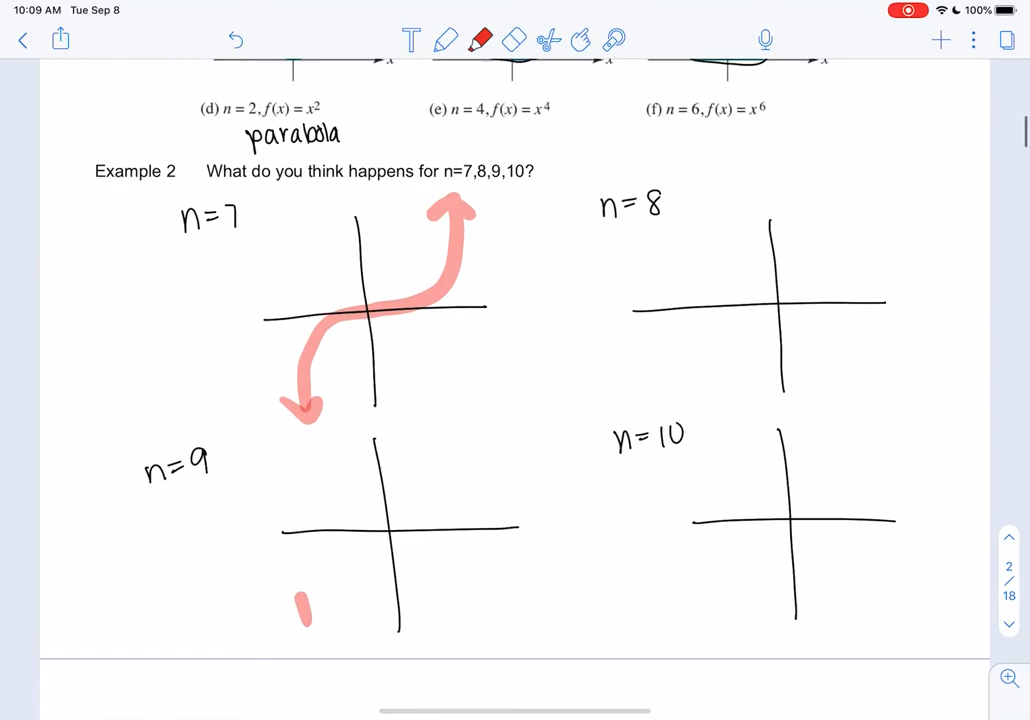 10:09 AM Tue Sep 8
100%
T
x
x
x
(d) n = 2, f(x) = x²
(e) n = 4, f(x) = x⁴
(f) n = 6, f(x) = x⁶
parabola
Example 2 What do you think happens for n=7,8,9,10?
n=7
n=8
n=9
n=10
2
/
18